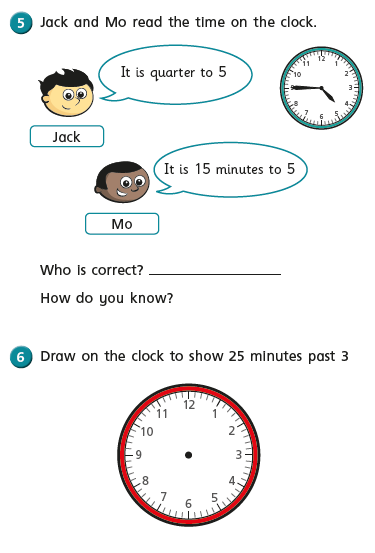 5 Jack and Mo read the time on the clock.
It is quarter to 5
12
11 1
10 2
9 3
8 4
7 5
6
Jack
It is 15 minutes to 5
Mo
Who is correct?
How do you know?
6 Draw on the clock to show 25 minutes past 3
12
11 1
10 2
9 3
8 4
7 5
6